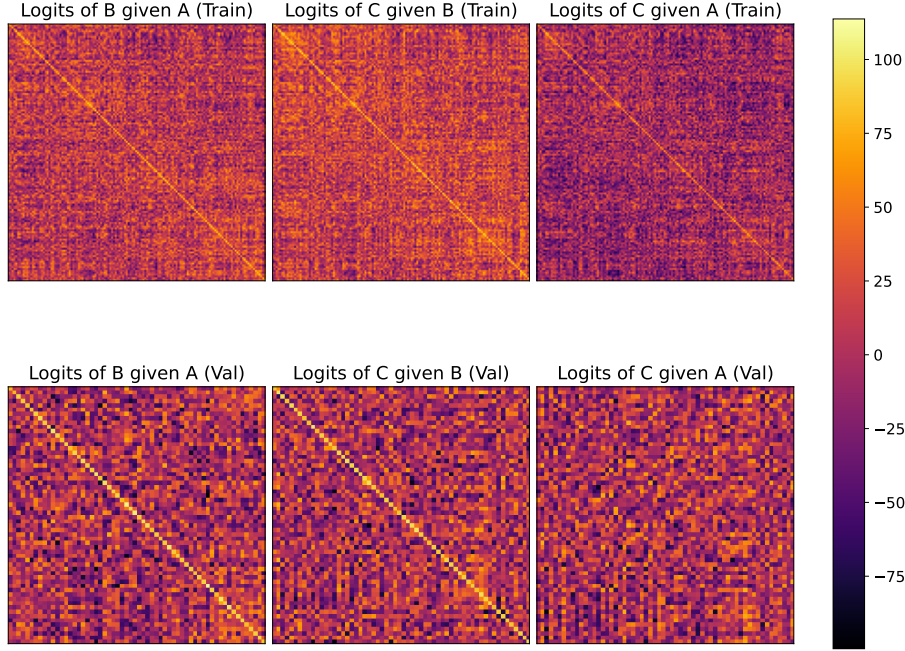 Logits of B given A (Train)
Logits of C given B (Train)
Logits of C given A (Train)
100
75
50
25
0
−25
−50
−75
Logits of B given A (Val)
Logits of C given B (Val)
Logits of C given A (Val)